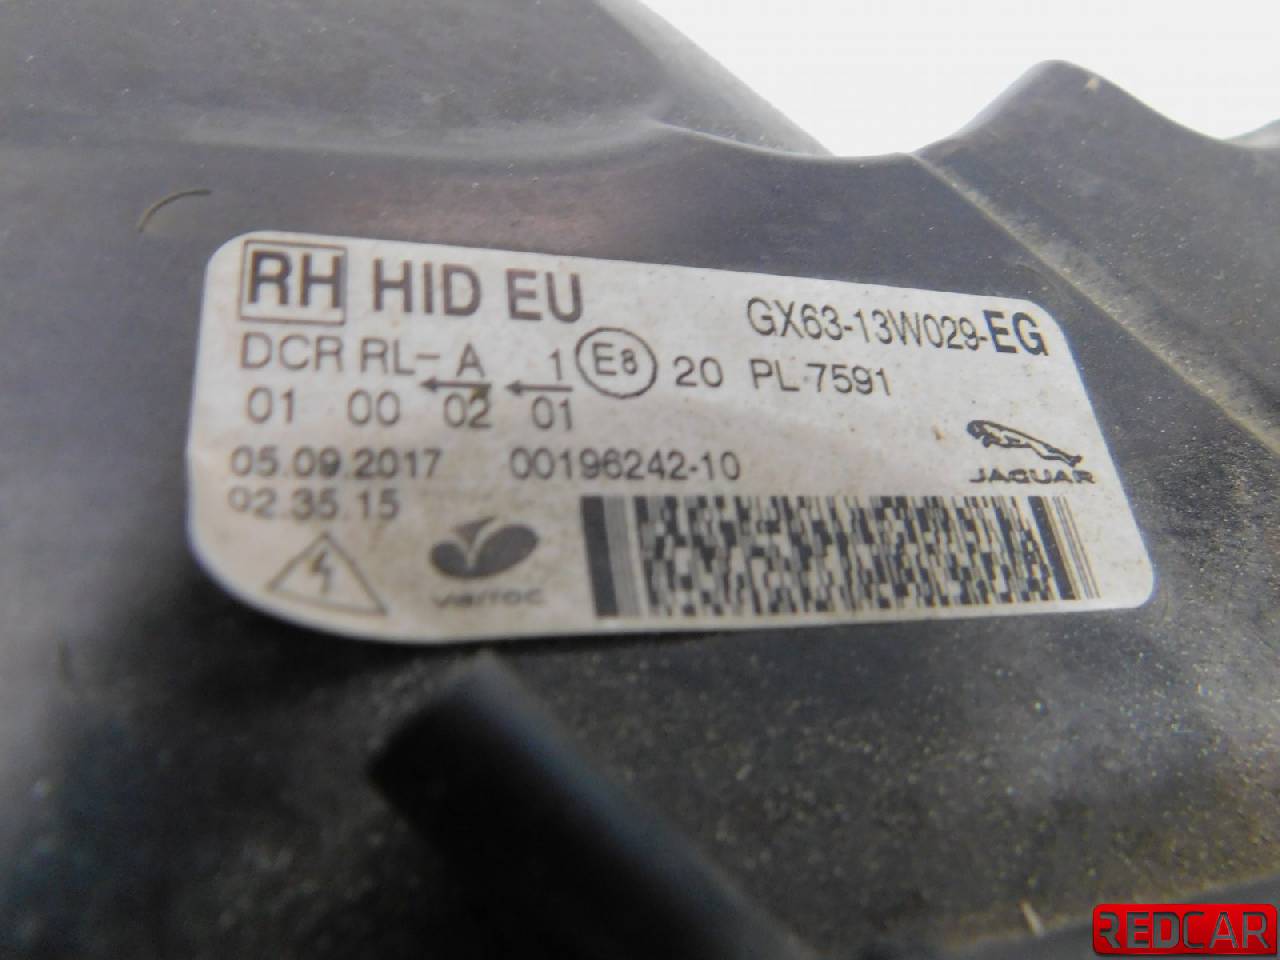 RH HID EU
GX63-13W029-EG
DCR RL- A 1 E8 20 PL-7591
01 00 02 01
05.09.2017 00196242-10
02.35.15
JAGUAR
varroc
REDCAR